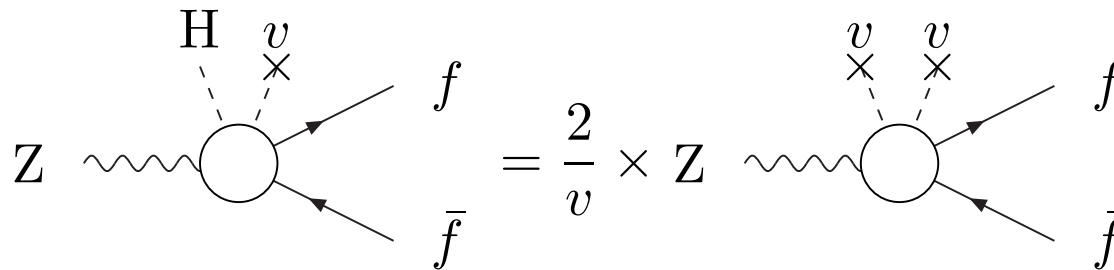 H v v v
Z f = 2/v × Z f
f̄ f̄